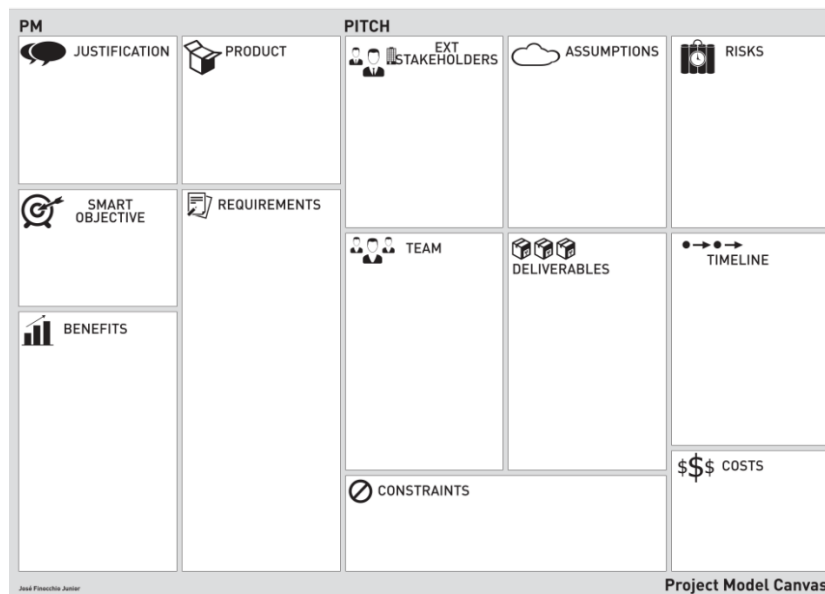 PM
PITCH
JUSTIFICATION
PRODUCT
EXT
STAKEHOLDERS
ASSUMPTIONS
RISKS
SMART
OBJECTIVE
REQUIREMENTS
TEAM
DELIVERABLES
TIMELINE
BENEFITS
$$$ COSTS
CONSTRAINTS
José Finocchio Junior
Project Model Canvas